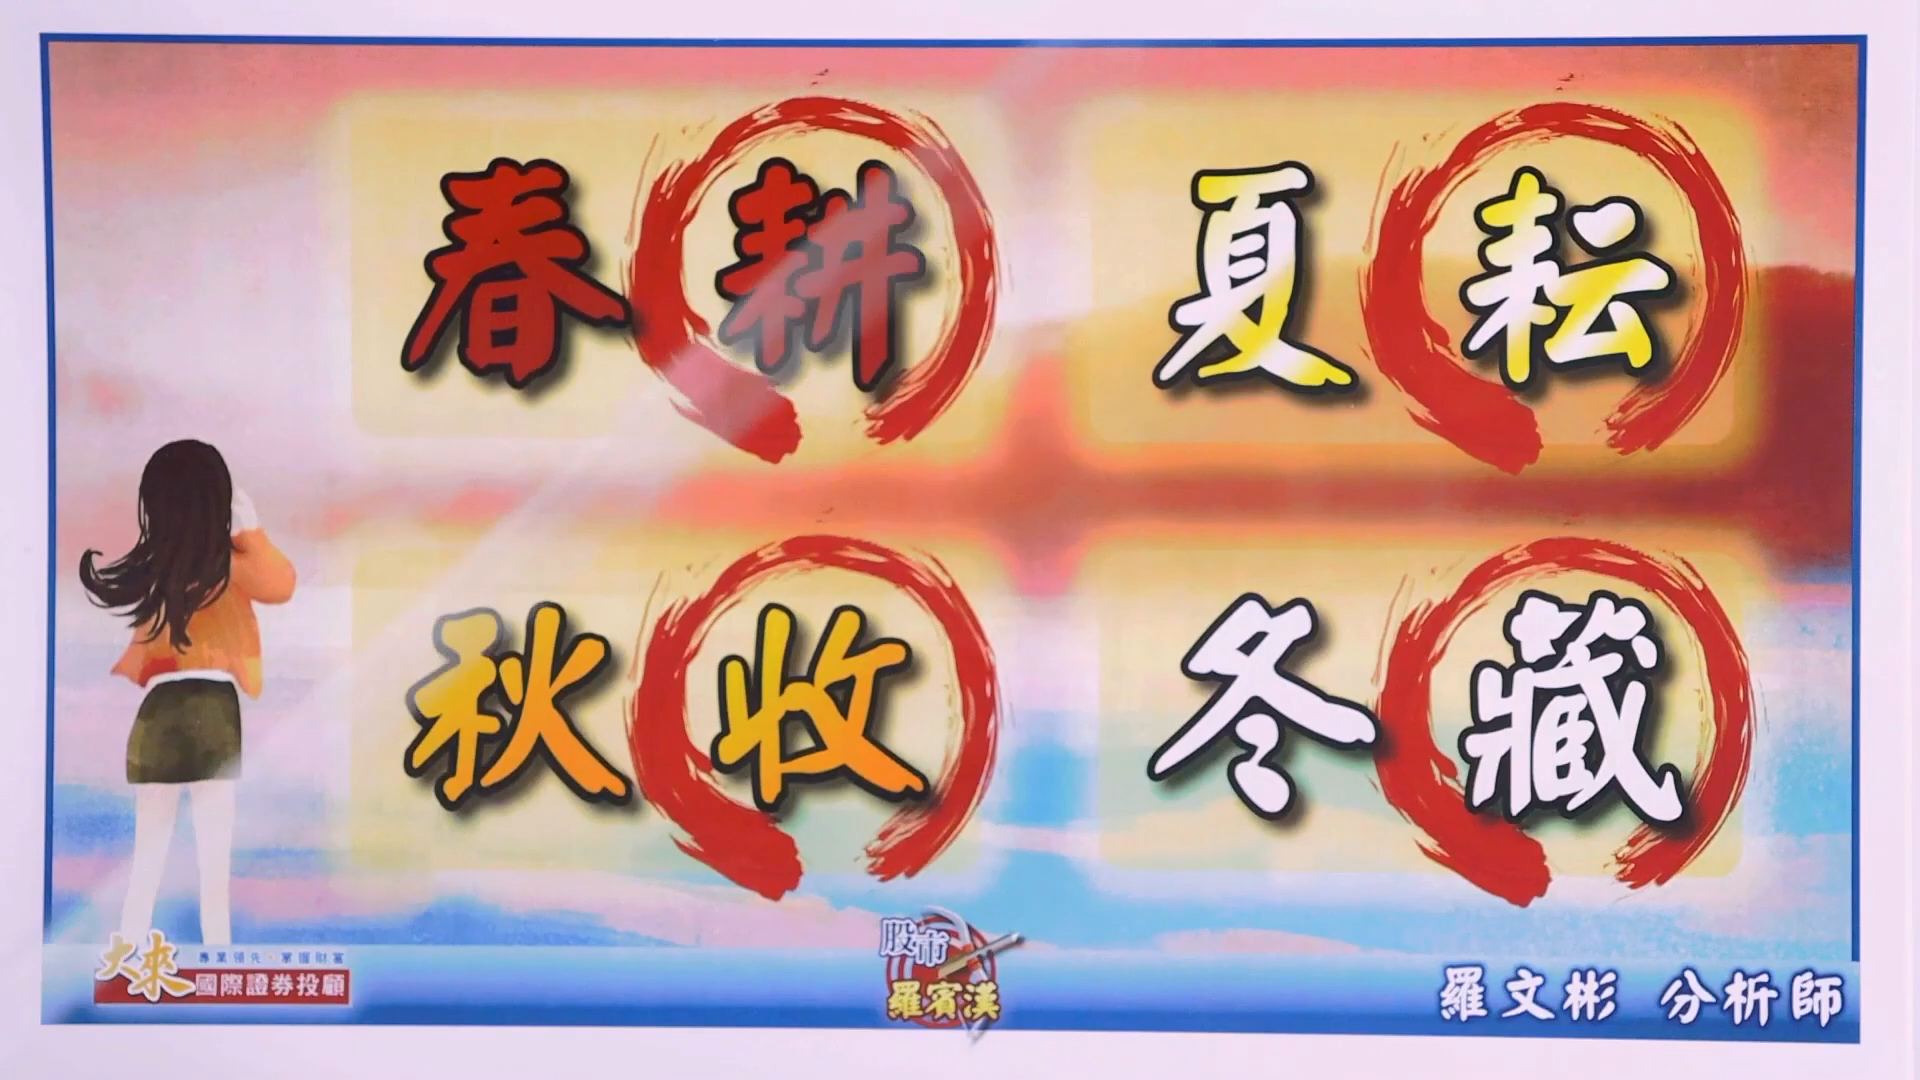 春耕 夏耘
秋收 冬藏
股市
羅賓漢
大來 專業領先·掌握財富
國際證券投顧
羅文彬 分析師